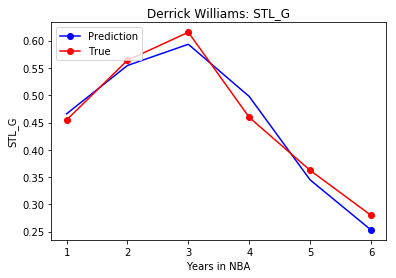 Derrick Williams: STL_G
Prediction
True
0.60
0.55
0.50
0.45
0.40
0.35
0.30
0.25
STL_G
1 2 3 4 5 6
Years in NBA